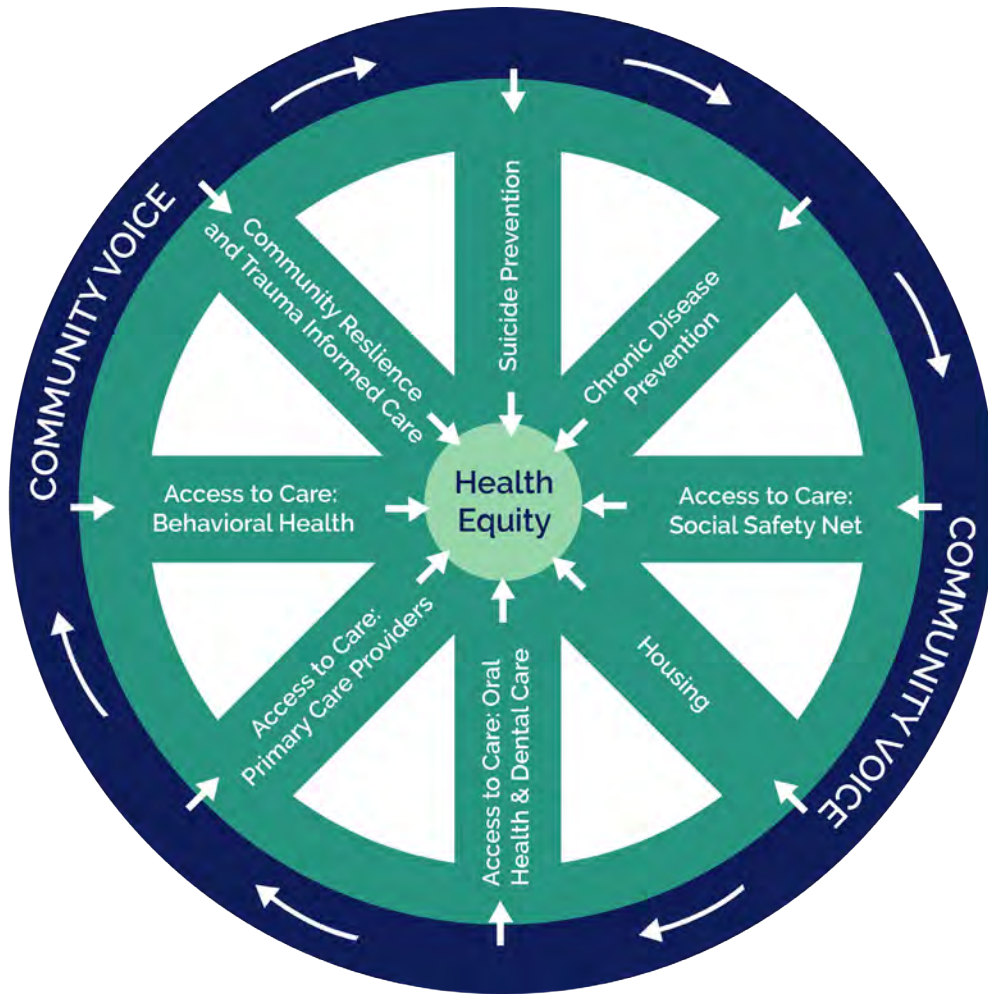 COMMUNITY VOICE
Suicide Prevention
Chronic Disease
Prevention
Access to Care:
Social Safety Net
Housing
Access to Care: Oral
Health & Dental Care
Access to Care:
Primary Care Providers
Access to Care:
Behavioral Health
Community Reslience
and Trauma Informed Care
Health
Equity
COMMUNITY VOICE